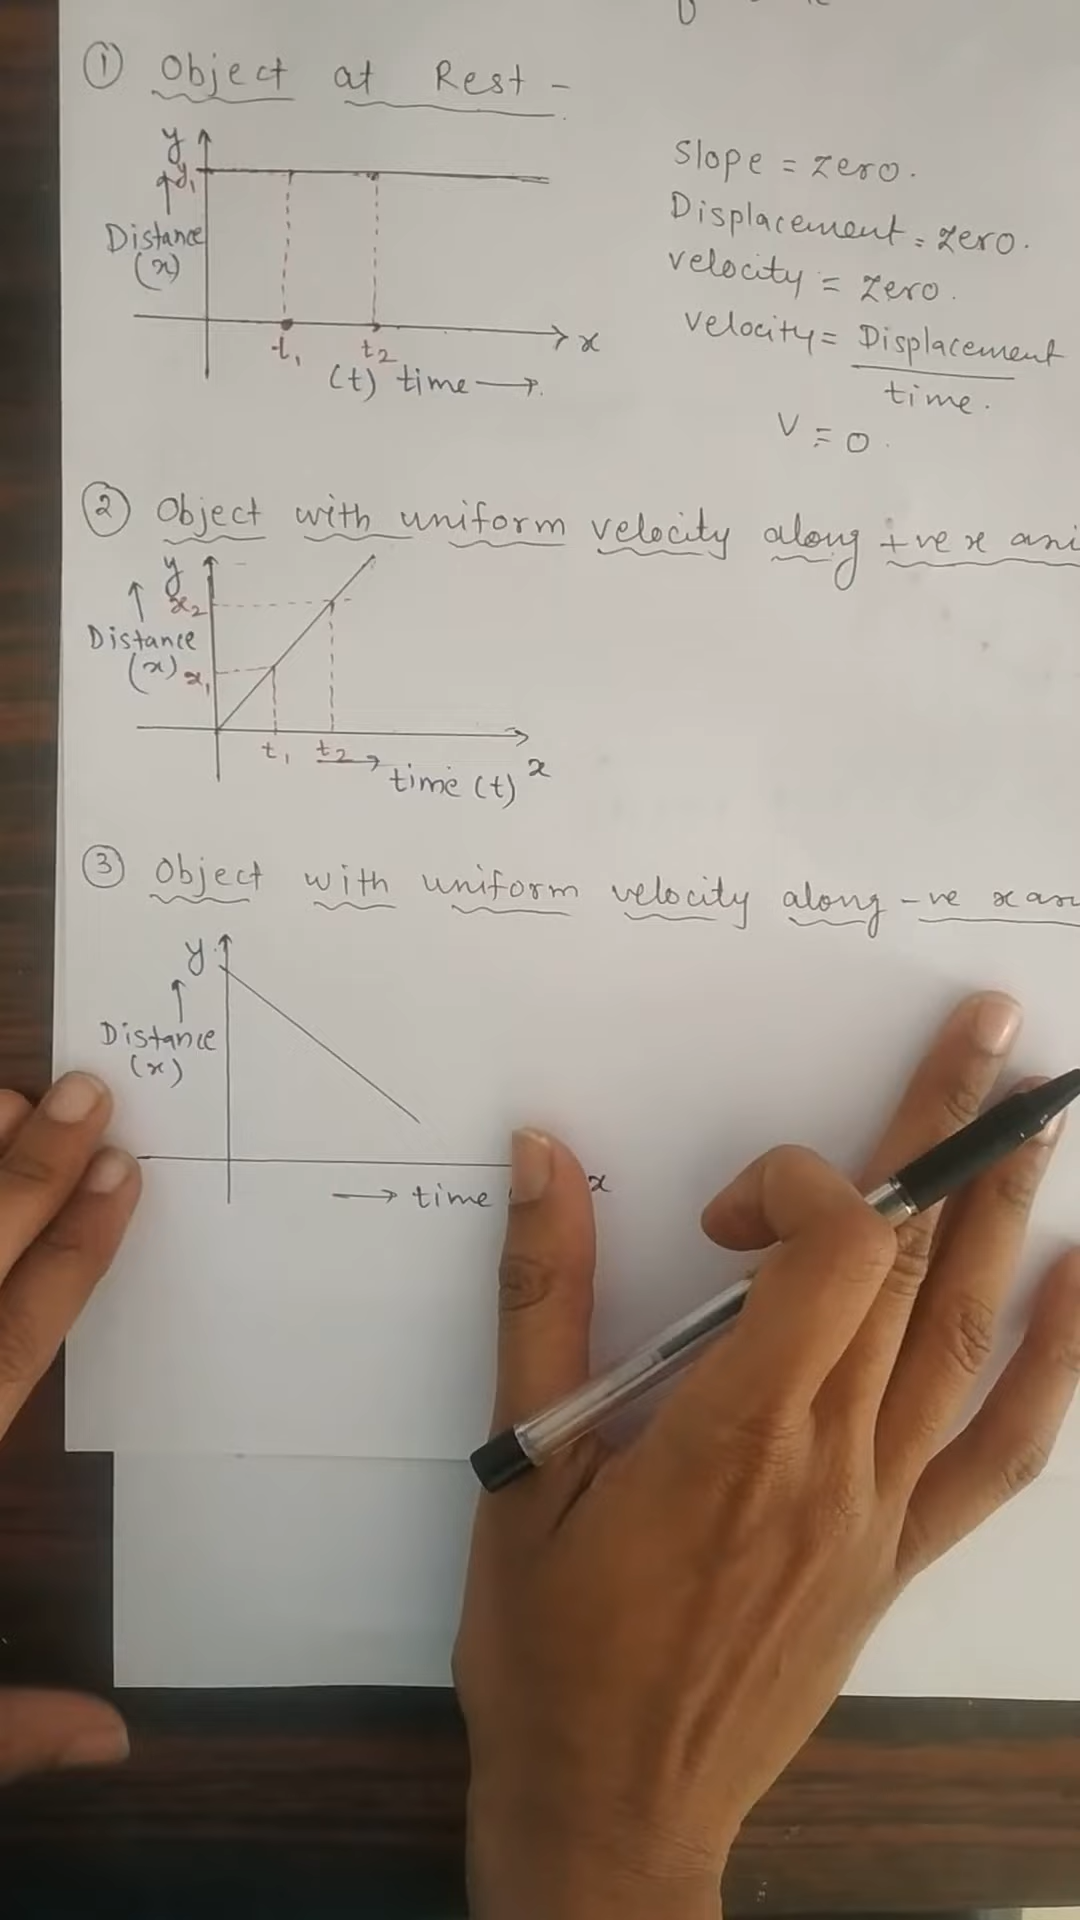 ① Object at Rest -
y
y₁
Distance
(x)
t₁ t₂
x
(t) time →
Slope = zero.
Displacement = zero.
velocity = zero.
velocity = Displacement
time.
V = 0.
② Object with uniform velocity along +ve x axi
y
x₂
Distance
(x)
x₁
t₁ t₂
time (t) x
③ Object with uniform velocity along -ve x
y
Distance
(x)
→ time
x